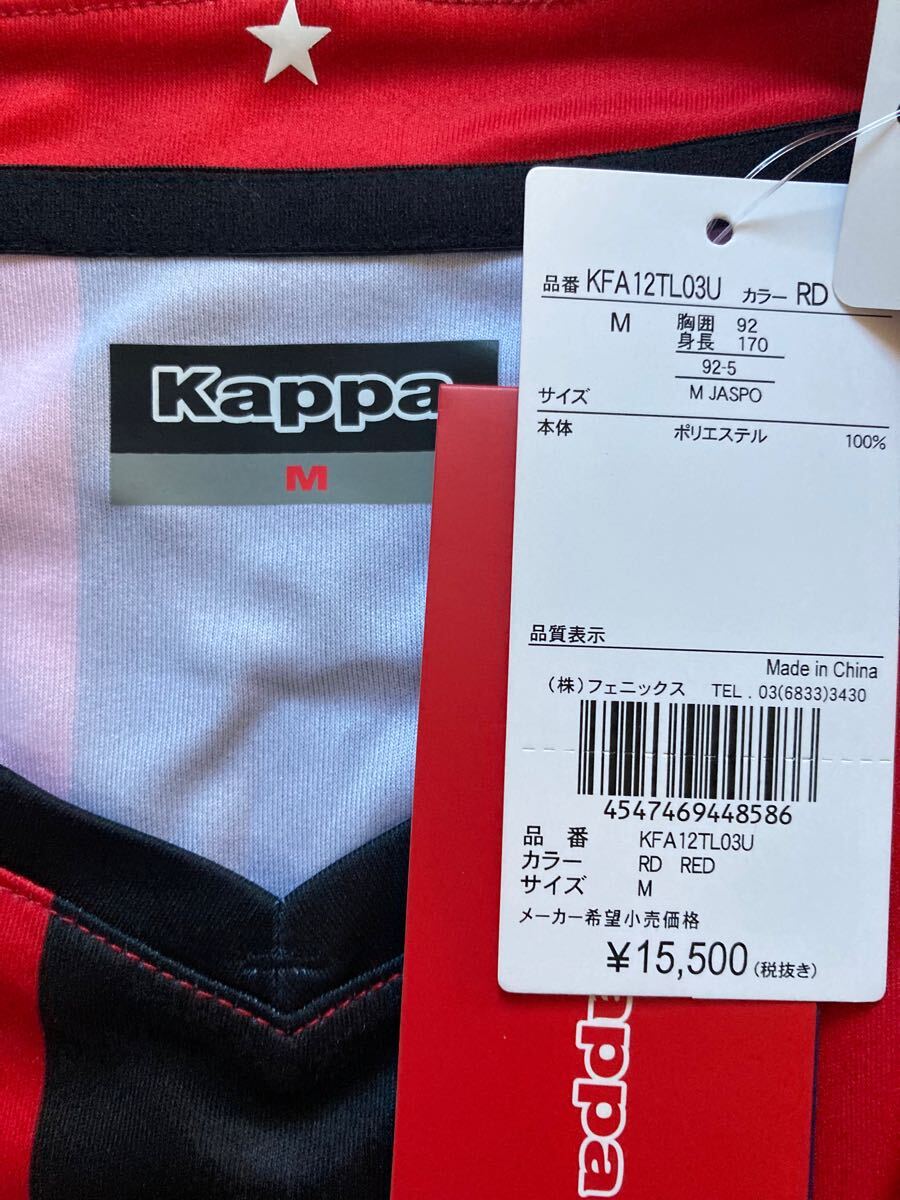 Kappa
M
品番 KFA12TL03U カラー RD
M 胸囲 92
身長 170
92-5
サイズ M JASPO
本体 ポリエステル 100%
品質表示
Made in China
(株)フェニックス TEL . 03(6833)3430
4547469448586
品 番 KFA12TL03U
カラー RD RED
サイズ M
メーカー希望小売価格
¥15,500(税抜き)
appa